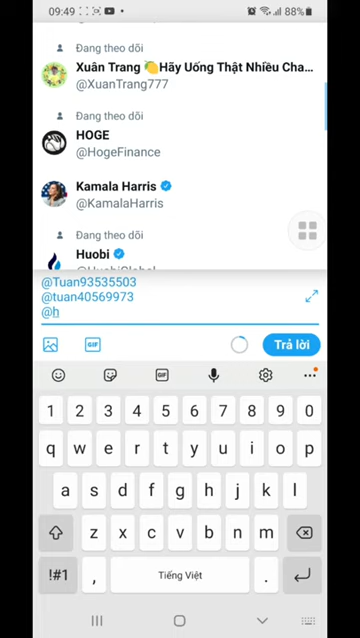 09:49 88%
Đang theo dõi
Xuân Trang 🍋Hãy Uống Thật Nhiều Cha...
@XuanTrang777
Đang theo dõi
HOGE
@HogeFinance
Kamala Harris
@KamalaHarris
Đang theo dõi
Huobi
@HuobiGlobal
@Tuan93535503
@tuan40569973
@h
GIF Trả lời
GIF
1 2 3 4 5 6 7 8 9 0
q w e r t y u i o p
a s d f g h j k l
z x c v b n m
!#1 , Tiếng Việt .